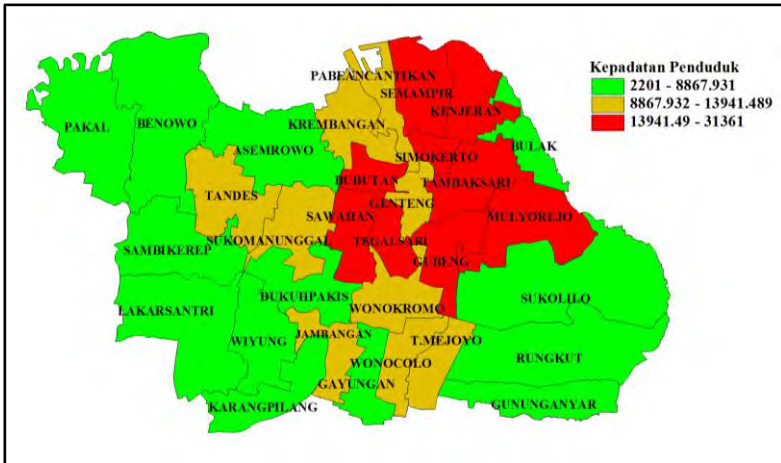 Kepadatan Penduduk
2201 - 8867.931
8867.932 - 13941.489
13941.49 - 31361
PABEANCANTIKAN
SEMAMPIR
KENJERAN
PAKAL
BENOWO
KREMBANGAN
ASEMROWO
BULAK
SIMOKERTO
BUBUTAN
TAMBAKSARI
TANDES
GENTENG
SAWAHAN
MULYOREJO
SUKOMANUNGGAL
TEGALSARI
SAMBIKEREP
GUBENG
DUKUHPAKIS
SUKOLILO
LAKARSANTRI
WONOKROMO
JAMBANGAN
WIYUNG
T.MEJOYO
WONOCOLO
RUNGKUT
GAYUNGAN
KARANGPILANG
GUNUNGANYAR